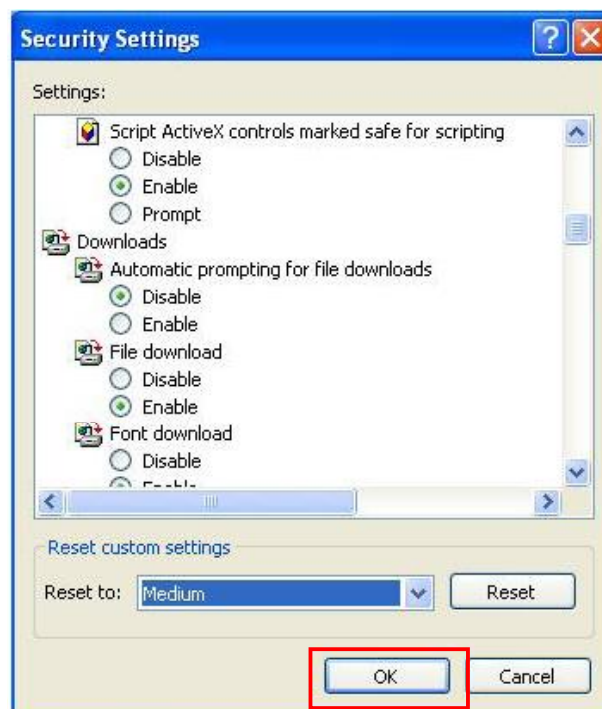 Security Settings
Settings:
Script ActiveX controls marked safe for scripting
Disable
Enable
Prompt
Downloads
Automatic prompting for file downloads
Disable
Enable
File download
Disable
Enable
Font download
Disable
Enable
Reset custom settings
Reset to: Medium Reset
OK Cancel